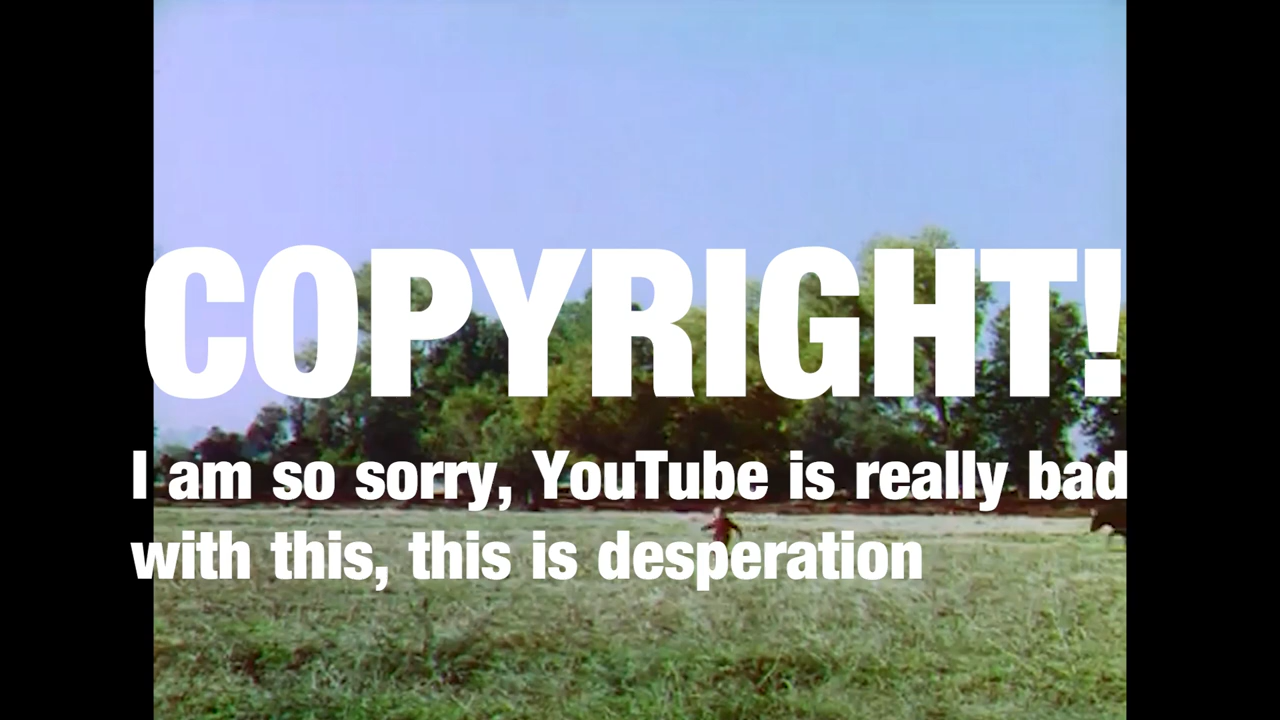 COPYRIGHT!
I am so sorry, YouTube is really bad
with this, this is desperation